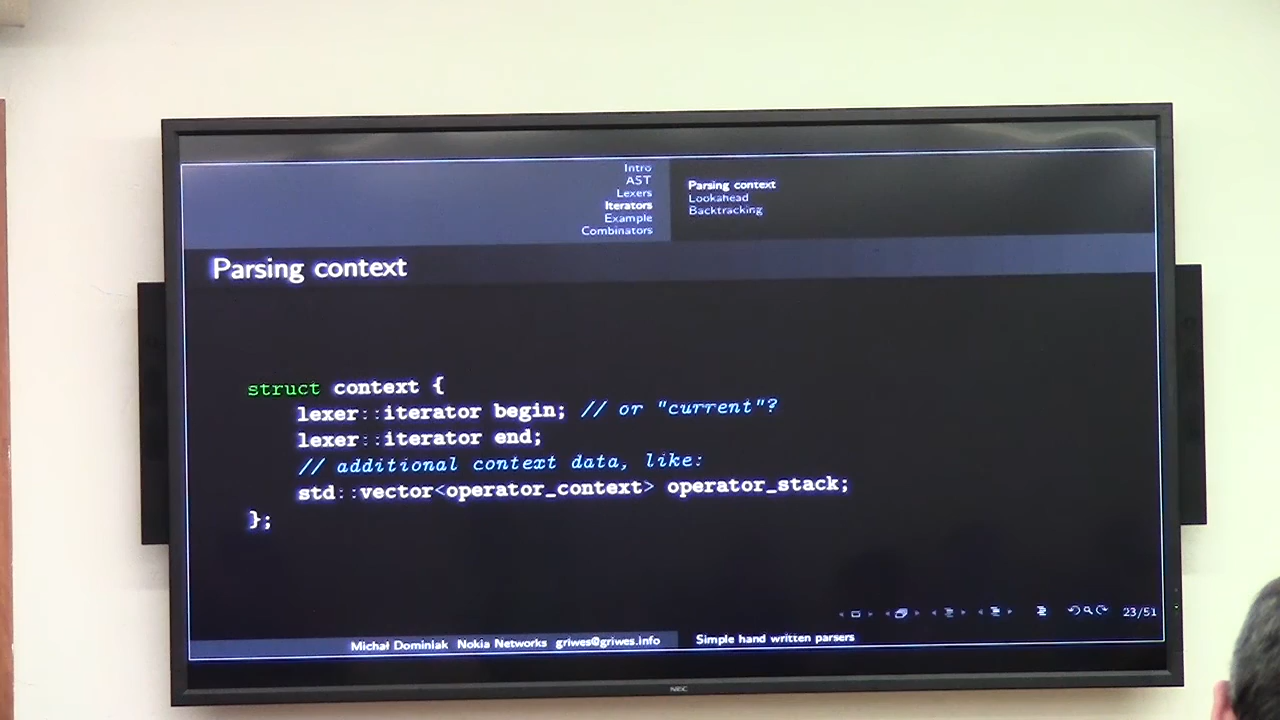 Intro
AST
Lexers
Iterators
Example
Combinators
Parsing context
Lookahead
Backtracking
Parsing context
struct context {
lexer::iterator begin; // or "current"?
lexer::iterator end;
// additional context data, like:
std::vector<operator_context> operator_stack;
};
23/51
Michał Dominiak Nokia Networks griwes@griwes.info
Simple hand written parsers
NEC